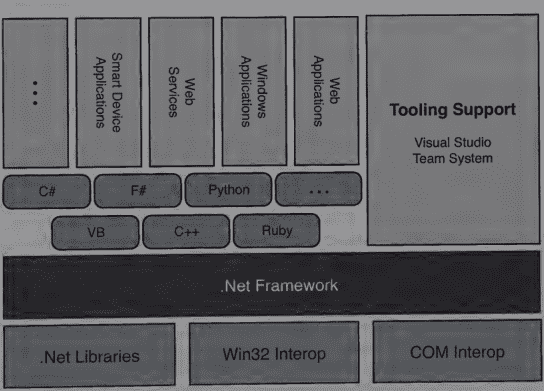 ...
Smart Device
Applications
Web
Services
Windows
Applications
Web
Applications
Tooling Support
Visual Studio
Team System
C#
F#
Python
...
VB
C++
Ruby
.Net Framework
.Net Libraries
Win32 Interop
COM Interop